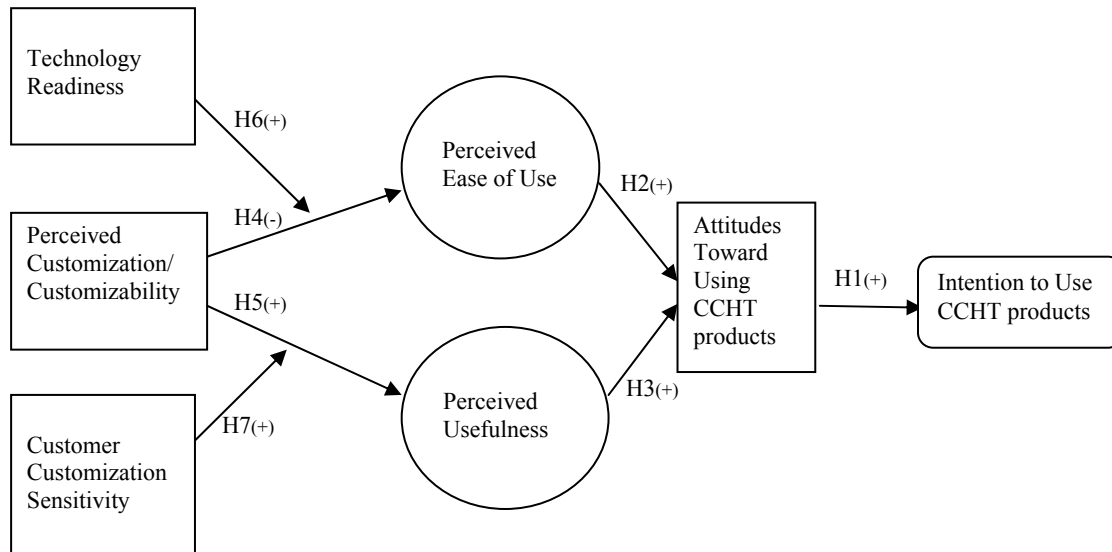 Technology
Readiness
H6(+)
Perceived
Ease of Use
H2(+)
H4(-)
Perceived
Customization/
Customizability
H5(+)
Attitudes
Toward
Using
CCHT
products
H1(+)
Intention to Use
CCHT products
H3(+)
Perceived
Usefulness
H7(+)
Customer
Customization
Sensitivity